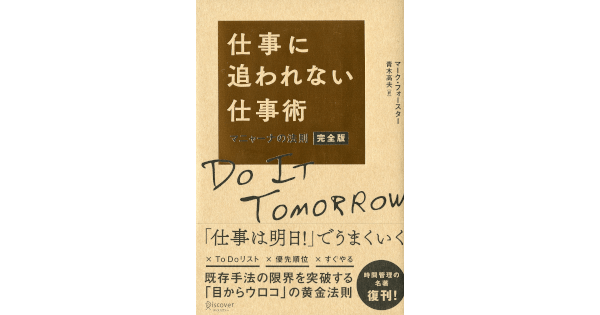 仕事に
追われない
仕事術
マニャーナの法則 完全版
マーク・フォースター
青木高夫 訳
DO IT
TOMORROW
「仕事は明日!」でうまくいく
× To Doリスト × 優先順位 × すぐやる
既存手法の限界を突破する
「目からウロコ」の黄金法則
時間管理の
名著
復刊!
Discover